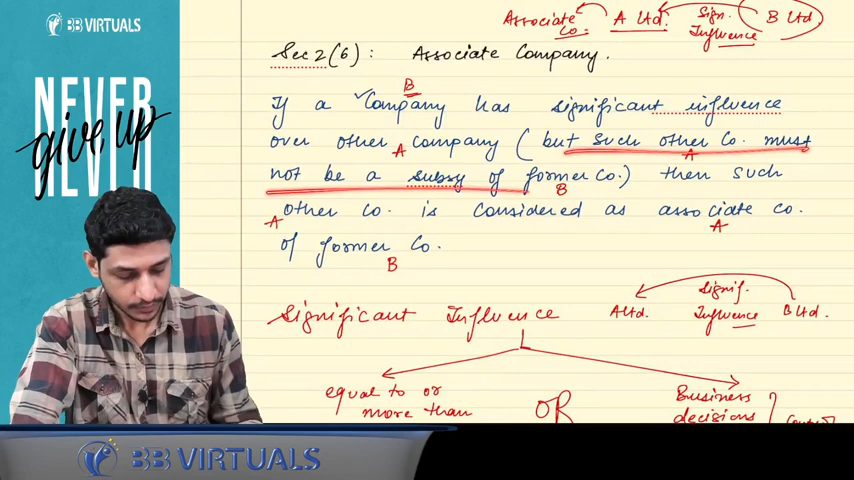 BB VIRTUALS
NEVER
give up
NEVER
Associate Co. A Ltd. Sign. Influence B Ltd
Sec 2(6) : Associate Company.
B
If a Company has significant influence
over other A company (but such other Co. must
A
not be a subsy of former Co.) then such
B
A other Co. is considered as associate co.
A
of former Co.
B
Significant Influence
A Ltd. Signif. Influence B Ltd.
equal to or
more than
OR
Business
decisions
BB VIRTUALS